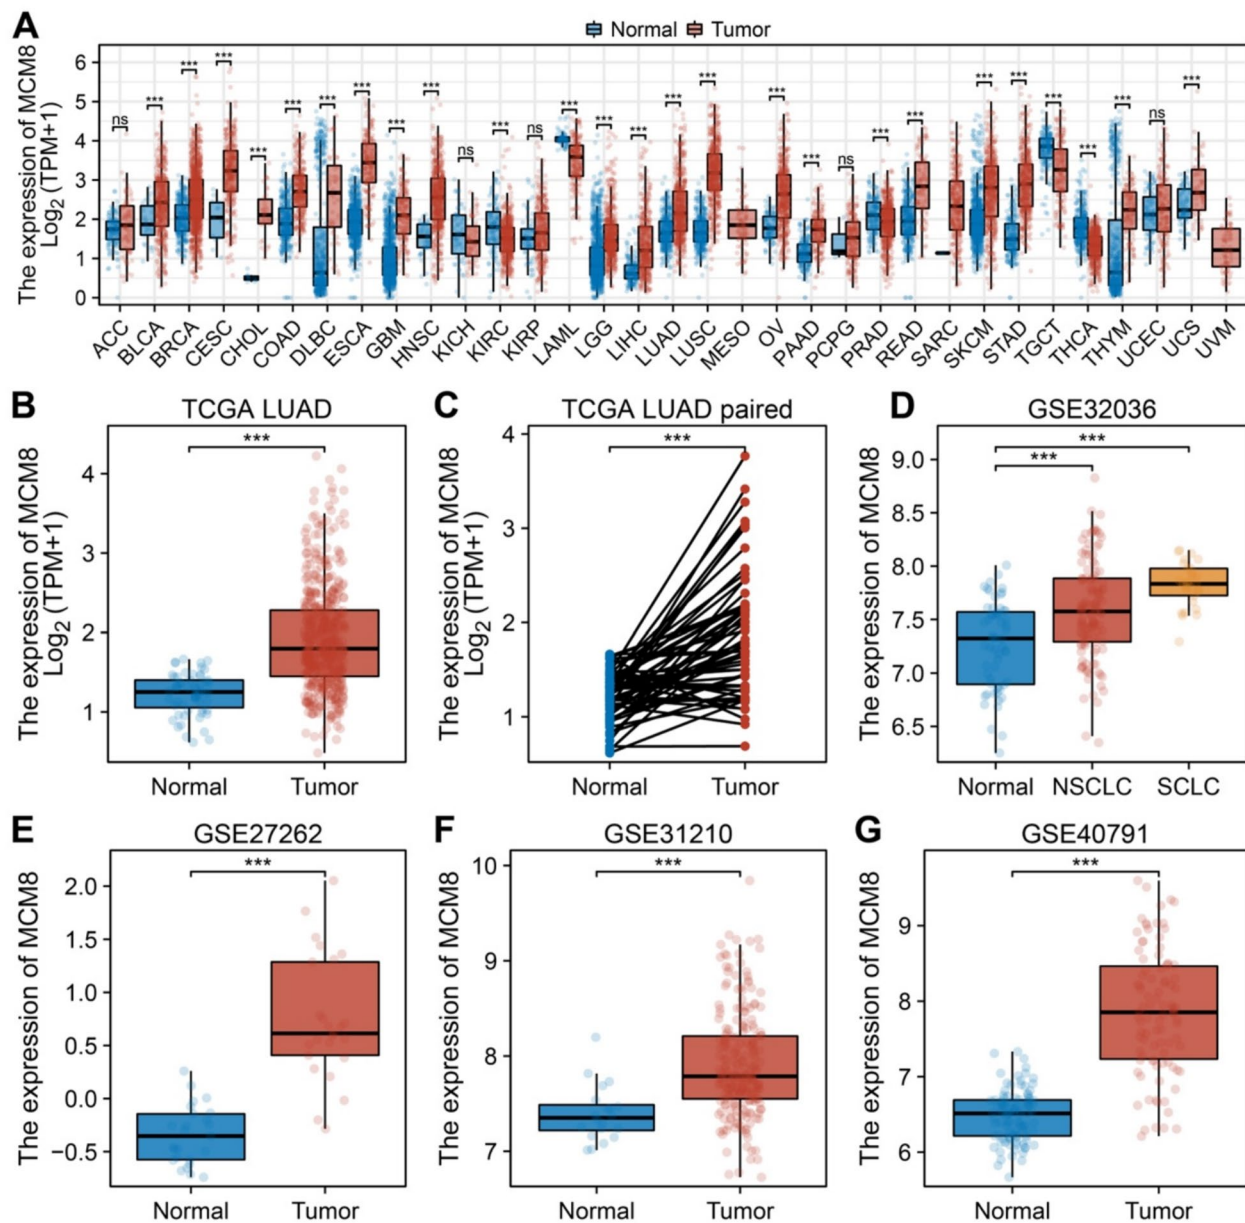 A
Normal Tumor
The expression of MCM8
Log2 (TPM+1)
6
5
4
3
2
1
0
ns *** *** *** *** *** *** *** *** *** ns *** ns *** *** *** *** *** *** *** ns *** *** *** *** *** *** *** ns ***
ACC BLCA BRCA CESC CHOL COAD DLBC ESCA GBM HNSC KICH KIRC KIRP LAML LGG LIHC LUAD LUSC MESO OV PAAD PCPG PRAD READ SARC SKCM STAD TGCT THCA THYM UCEC UCS UVM
B
TCGA LUAD
***
The expression of MCM8
Log2 (TPM+1)
4
3
2
1
Normal Tumor
C
TCGA LUAD paired
***
The expression of MCM8
Log2 (TPM+1)
4
3
2
1
Normal Tumor
D
GSE32036
***
***
The expression of MCM8
9.0
8.5
8.0
7.5
7.0
6.5
Normal NSCLC SCLC
E
GSE27262
***
The expression of MCM8
2.0
1.5
1.0
0.5
0.0
−0.5
Normal Tumor
F
GSE31210
***
The expression of MCM8
10
9
8
7
Normal Tumor
G
GSE40791
***
The expression of MCM8
9
8
7
6
Normal Tumor